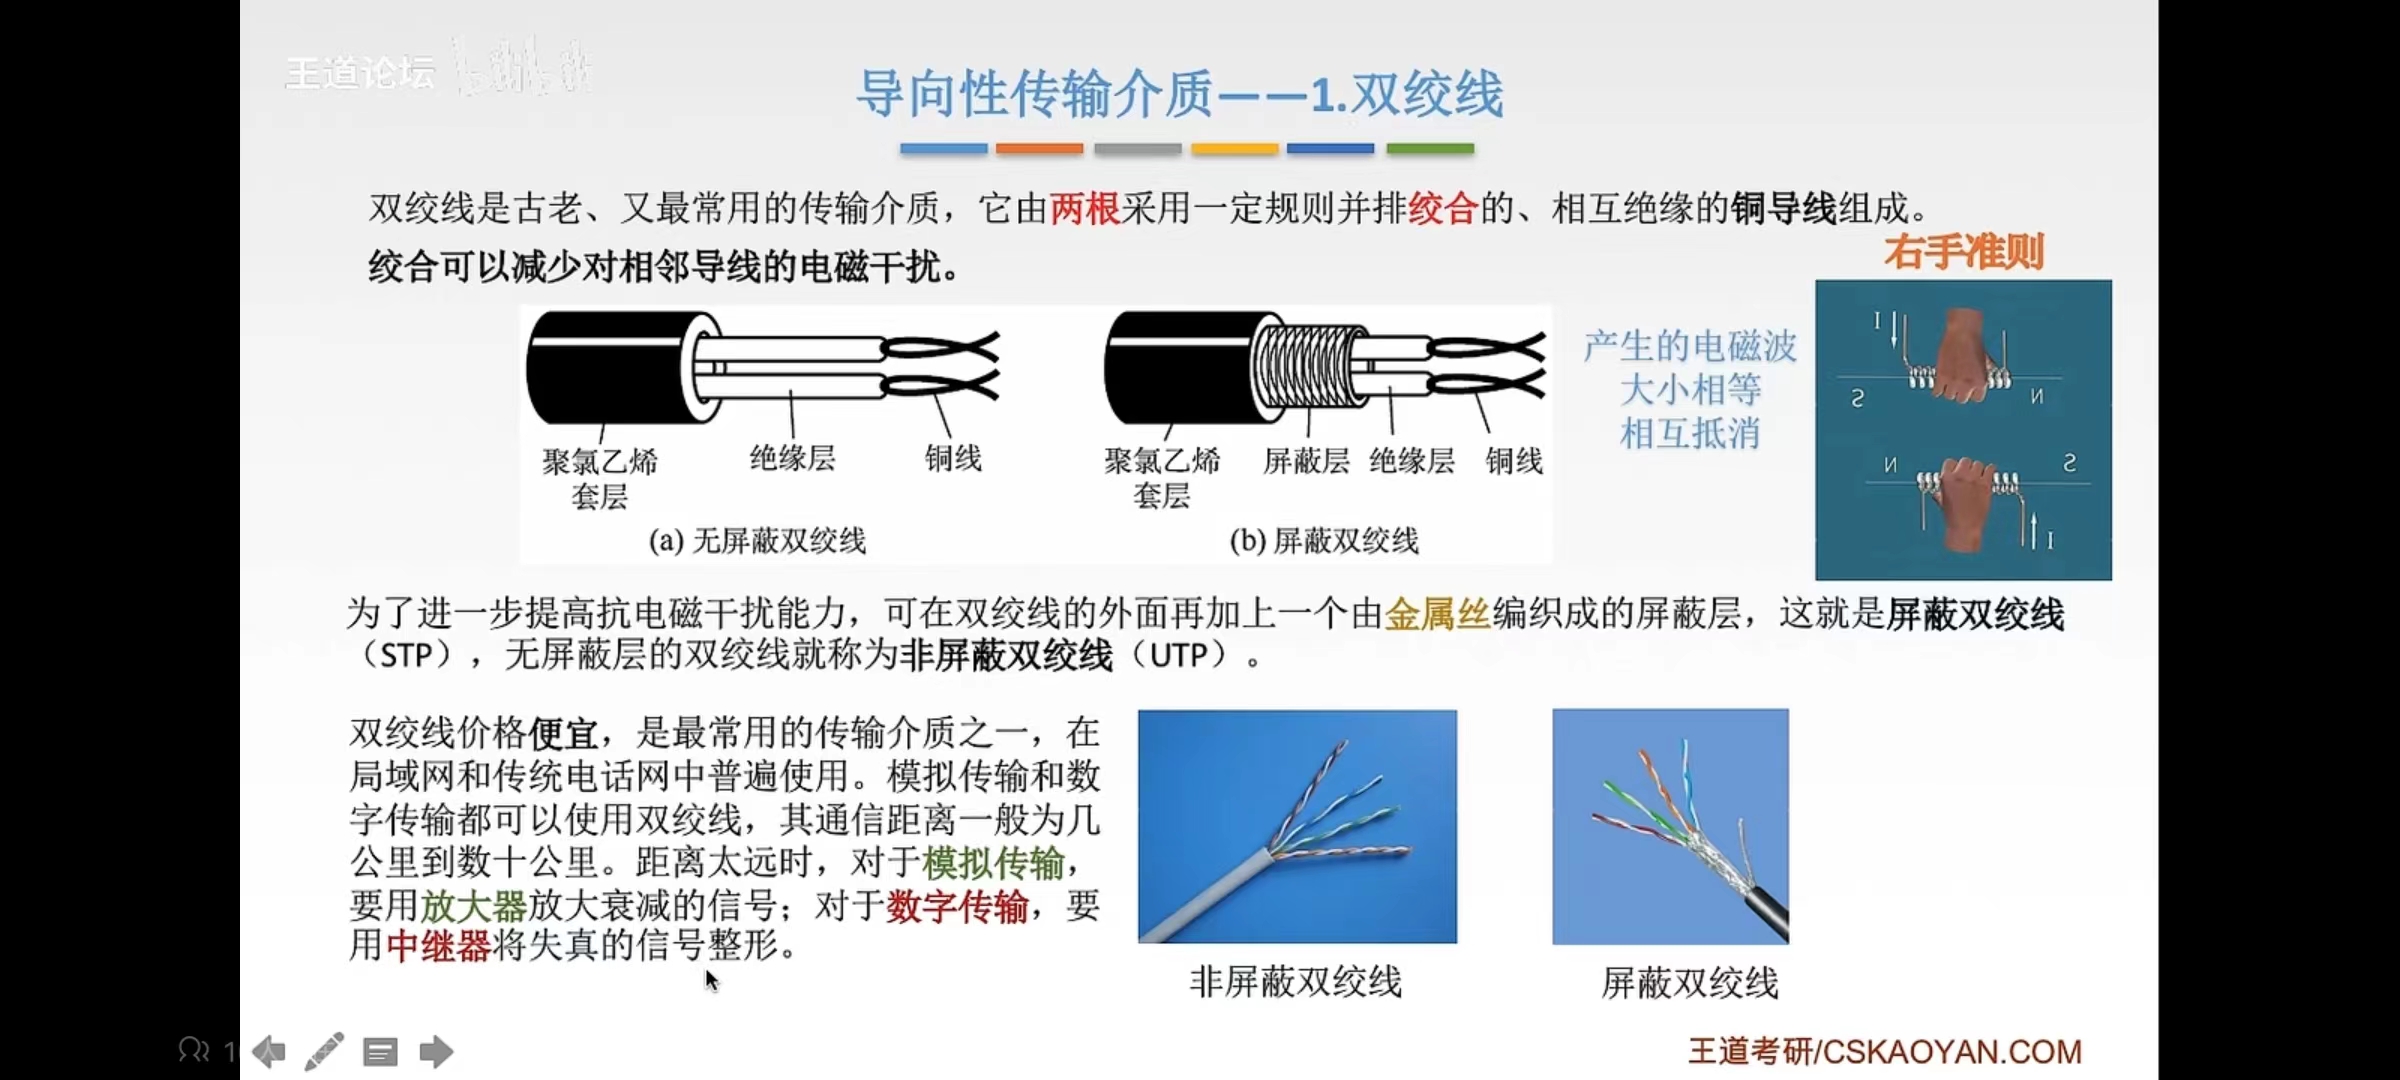 王道论坛 bilibili
导向性传输介质——1.双绞线
双绞线是古老、又最常用的传输介质，它由两根采用一定规则并排绞合的、相互绝缘的铜导线组成。
绞合可以减少对相邻导线的电磁干扰。
右手准则
聚氯乙烯
套层
绝缘层
铜线
(a) 无屏蔽双绞线
聚氯乙烯
套层
屏蔽层
绝缘层
铜线
(b) 屏蔽双绞线
产生的电磁波
大小相等
相互抵消
I
S
N
N
S
I
为了进一步提高抗电磁干扰能力，可在双绞线的外面再加上一个由金属丝编织成的屏蔽层，这就是屏蔽双绞线
（STP），无屏蔽层的双绞线就称为非屏蔽双绞线（UTP）。
双绞线价格便宜，是最常用的传输介质之一，在
局域网和传统电话网中普遍使用。模拟传输和数
字传输都可以使用双绞线，其通信距离一般为几
公里到数十公里。距离太远时，对于模拟传输，
要用放大器放大衰减的信号；对于数字传输，要
用中继器将失真的信号整形。
非屏蔽双绞线
屏蔽双绞线
王道考研/CSKAOYAN.COM